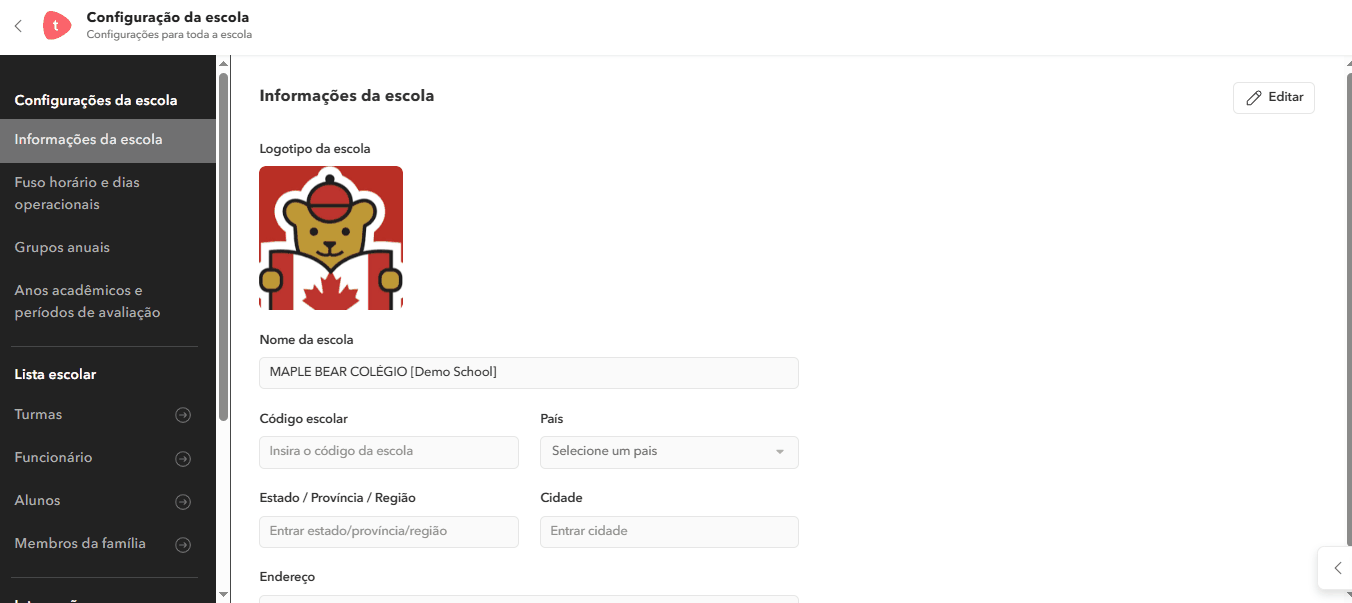 t
Configuração da escola
Configurações para toda a escola
Configurações da escola
Informações da escola
Fuso horário e dias
operacionais
Grupos anuais
Anos acadêmicos e
períodos de avaliação
Lista escolar
Turmas
Funcionário
Alunos
Membros da família
Informações da escola
Editar
Logotipo da escola
Nome da escola
MAPLE BEAR COLÉGIO [Demo School]
Código escolar
País
Insira o código da escola
Selecione um pais
Estado / Província / Região
Cidade
Entrar estado/província/região
Entrar cidade
Endereço